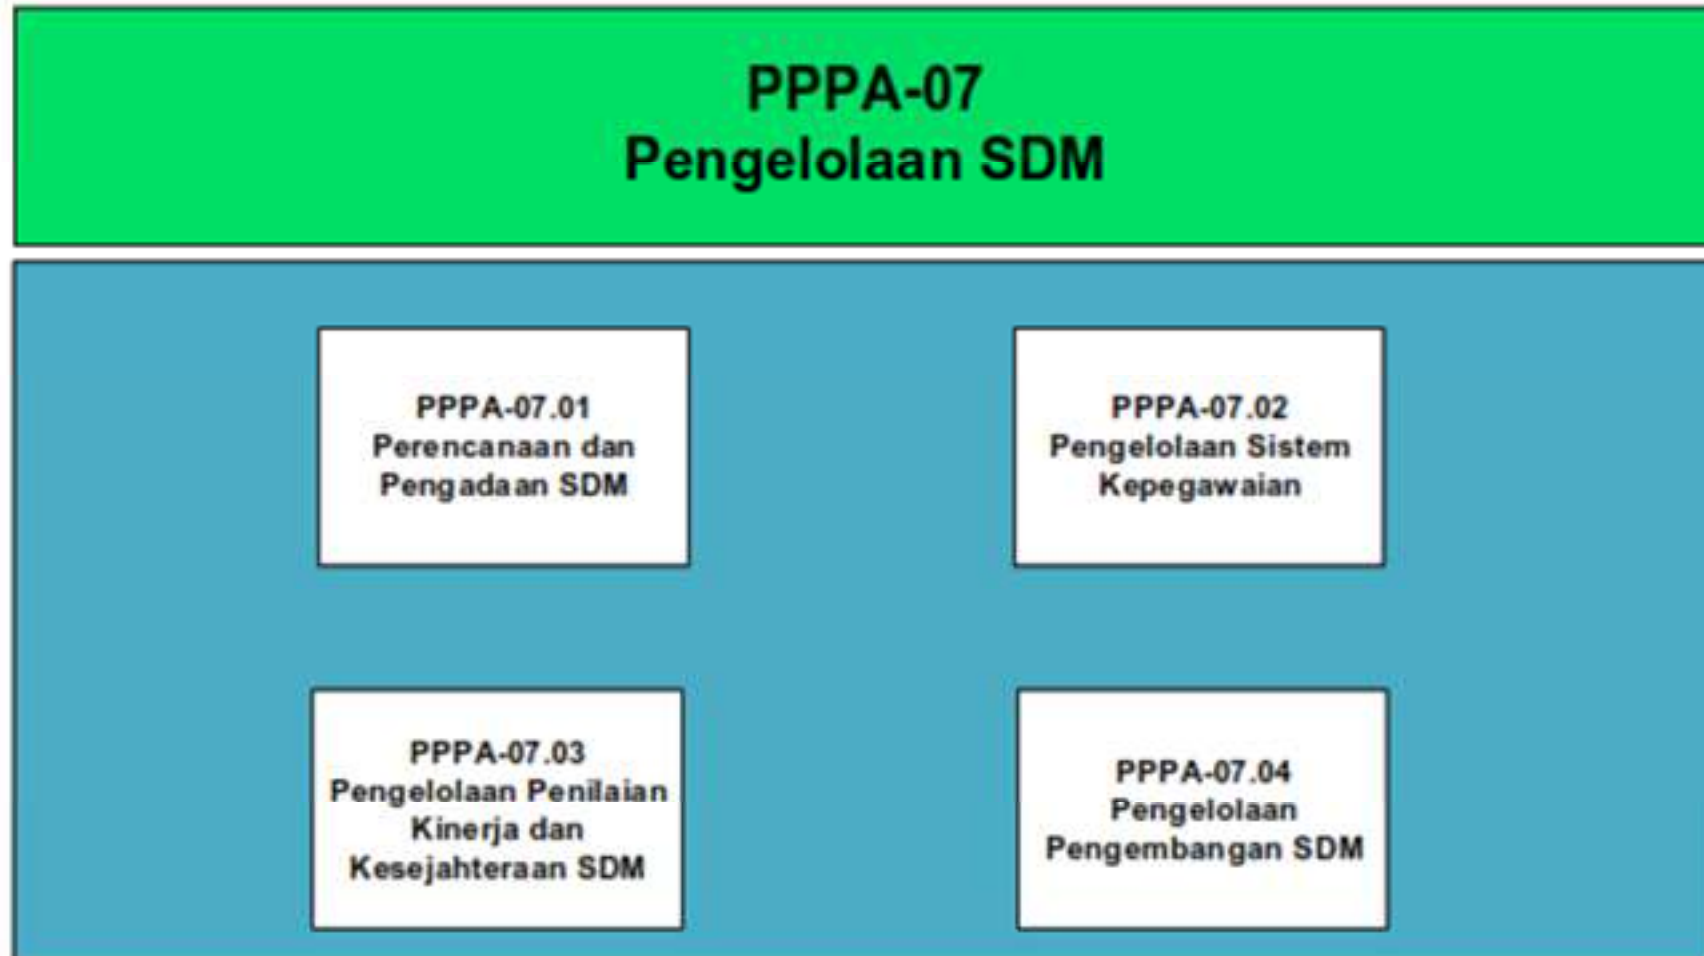 PPPA-07
Pengelolaan SDM
PPPA-07.01
Perencanaan dan
Pengadaan SDM
PPPA-07.02
Pengelolaan Sistem
Kepegawaian
PPPA-07.03
Pengelolaan Penilaian
Kinerja dan
Kesejahteraan SDM
PPPA-07.04
Pengelolaan
Pengembangan SDM